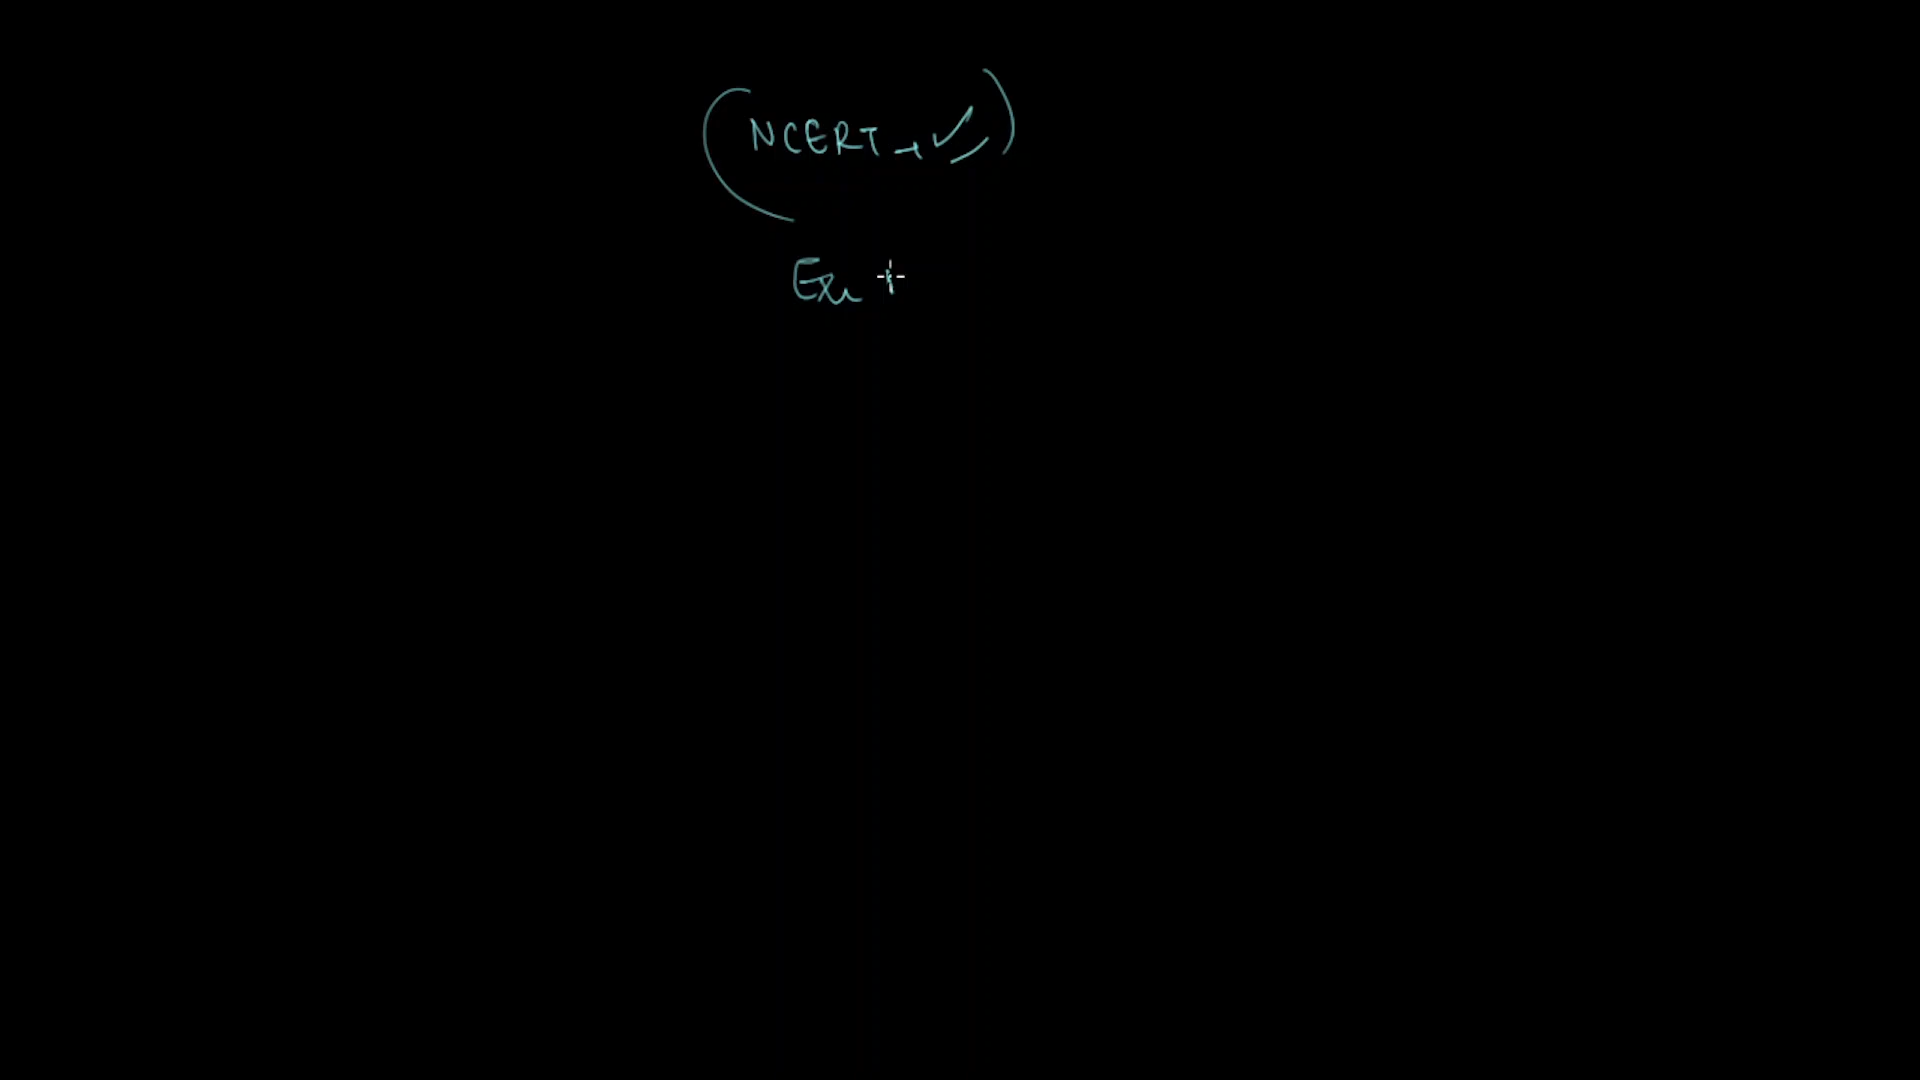 (NCERT → ✓)
Ex